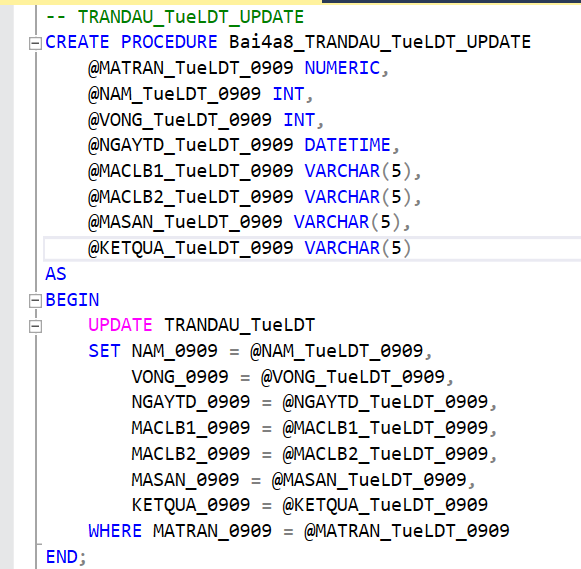 -- TRANDAU_TueLDT_UPDATE
CREATE PROCEDURE Bai4a8_TRANDAU_TueLDT_UPDATE
    @MATRAN_TueLDT_0909 NUMERIC,
    @NAM_TueLDT_0909 INT,
    @VONG_TueLDT_0909 INT,
    @NGAYTD_TueLDT_0909 DATETIME,
    @MACLB1_TueLDT_0909 VARCHAR(5),
    @MACLB2_TueLDT_0909 VARCHAR(5),
    @MASAN_TueLDT_0909 VARCHAR(5),
    @KETQUA_TueLDT_0909 VARCHAR(5)
AS
BEGIN
    UPDATE TRANDAU_TueLDT
    SET NAM_0909 = @NAM_TueLDT_0909,
        VONG_0909 = @VONG_TueLDT_0909,
        NGAYTD_0909 = @NGAYTD_TueLDT_0909,
        MACLB1_0909 = @MACLB1_TueLDT_0909,
        MACLB2_0909 = @MACLB2_TueLDT_0909,
        MASAN_0909 = @MASAN_TueLDT_0909,
        KETQUA_0909 = @KETQUA_TueLDT_0909
    WHERE MATRAN_0909 = @MATRAN_TueLDT_0909
END;